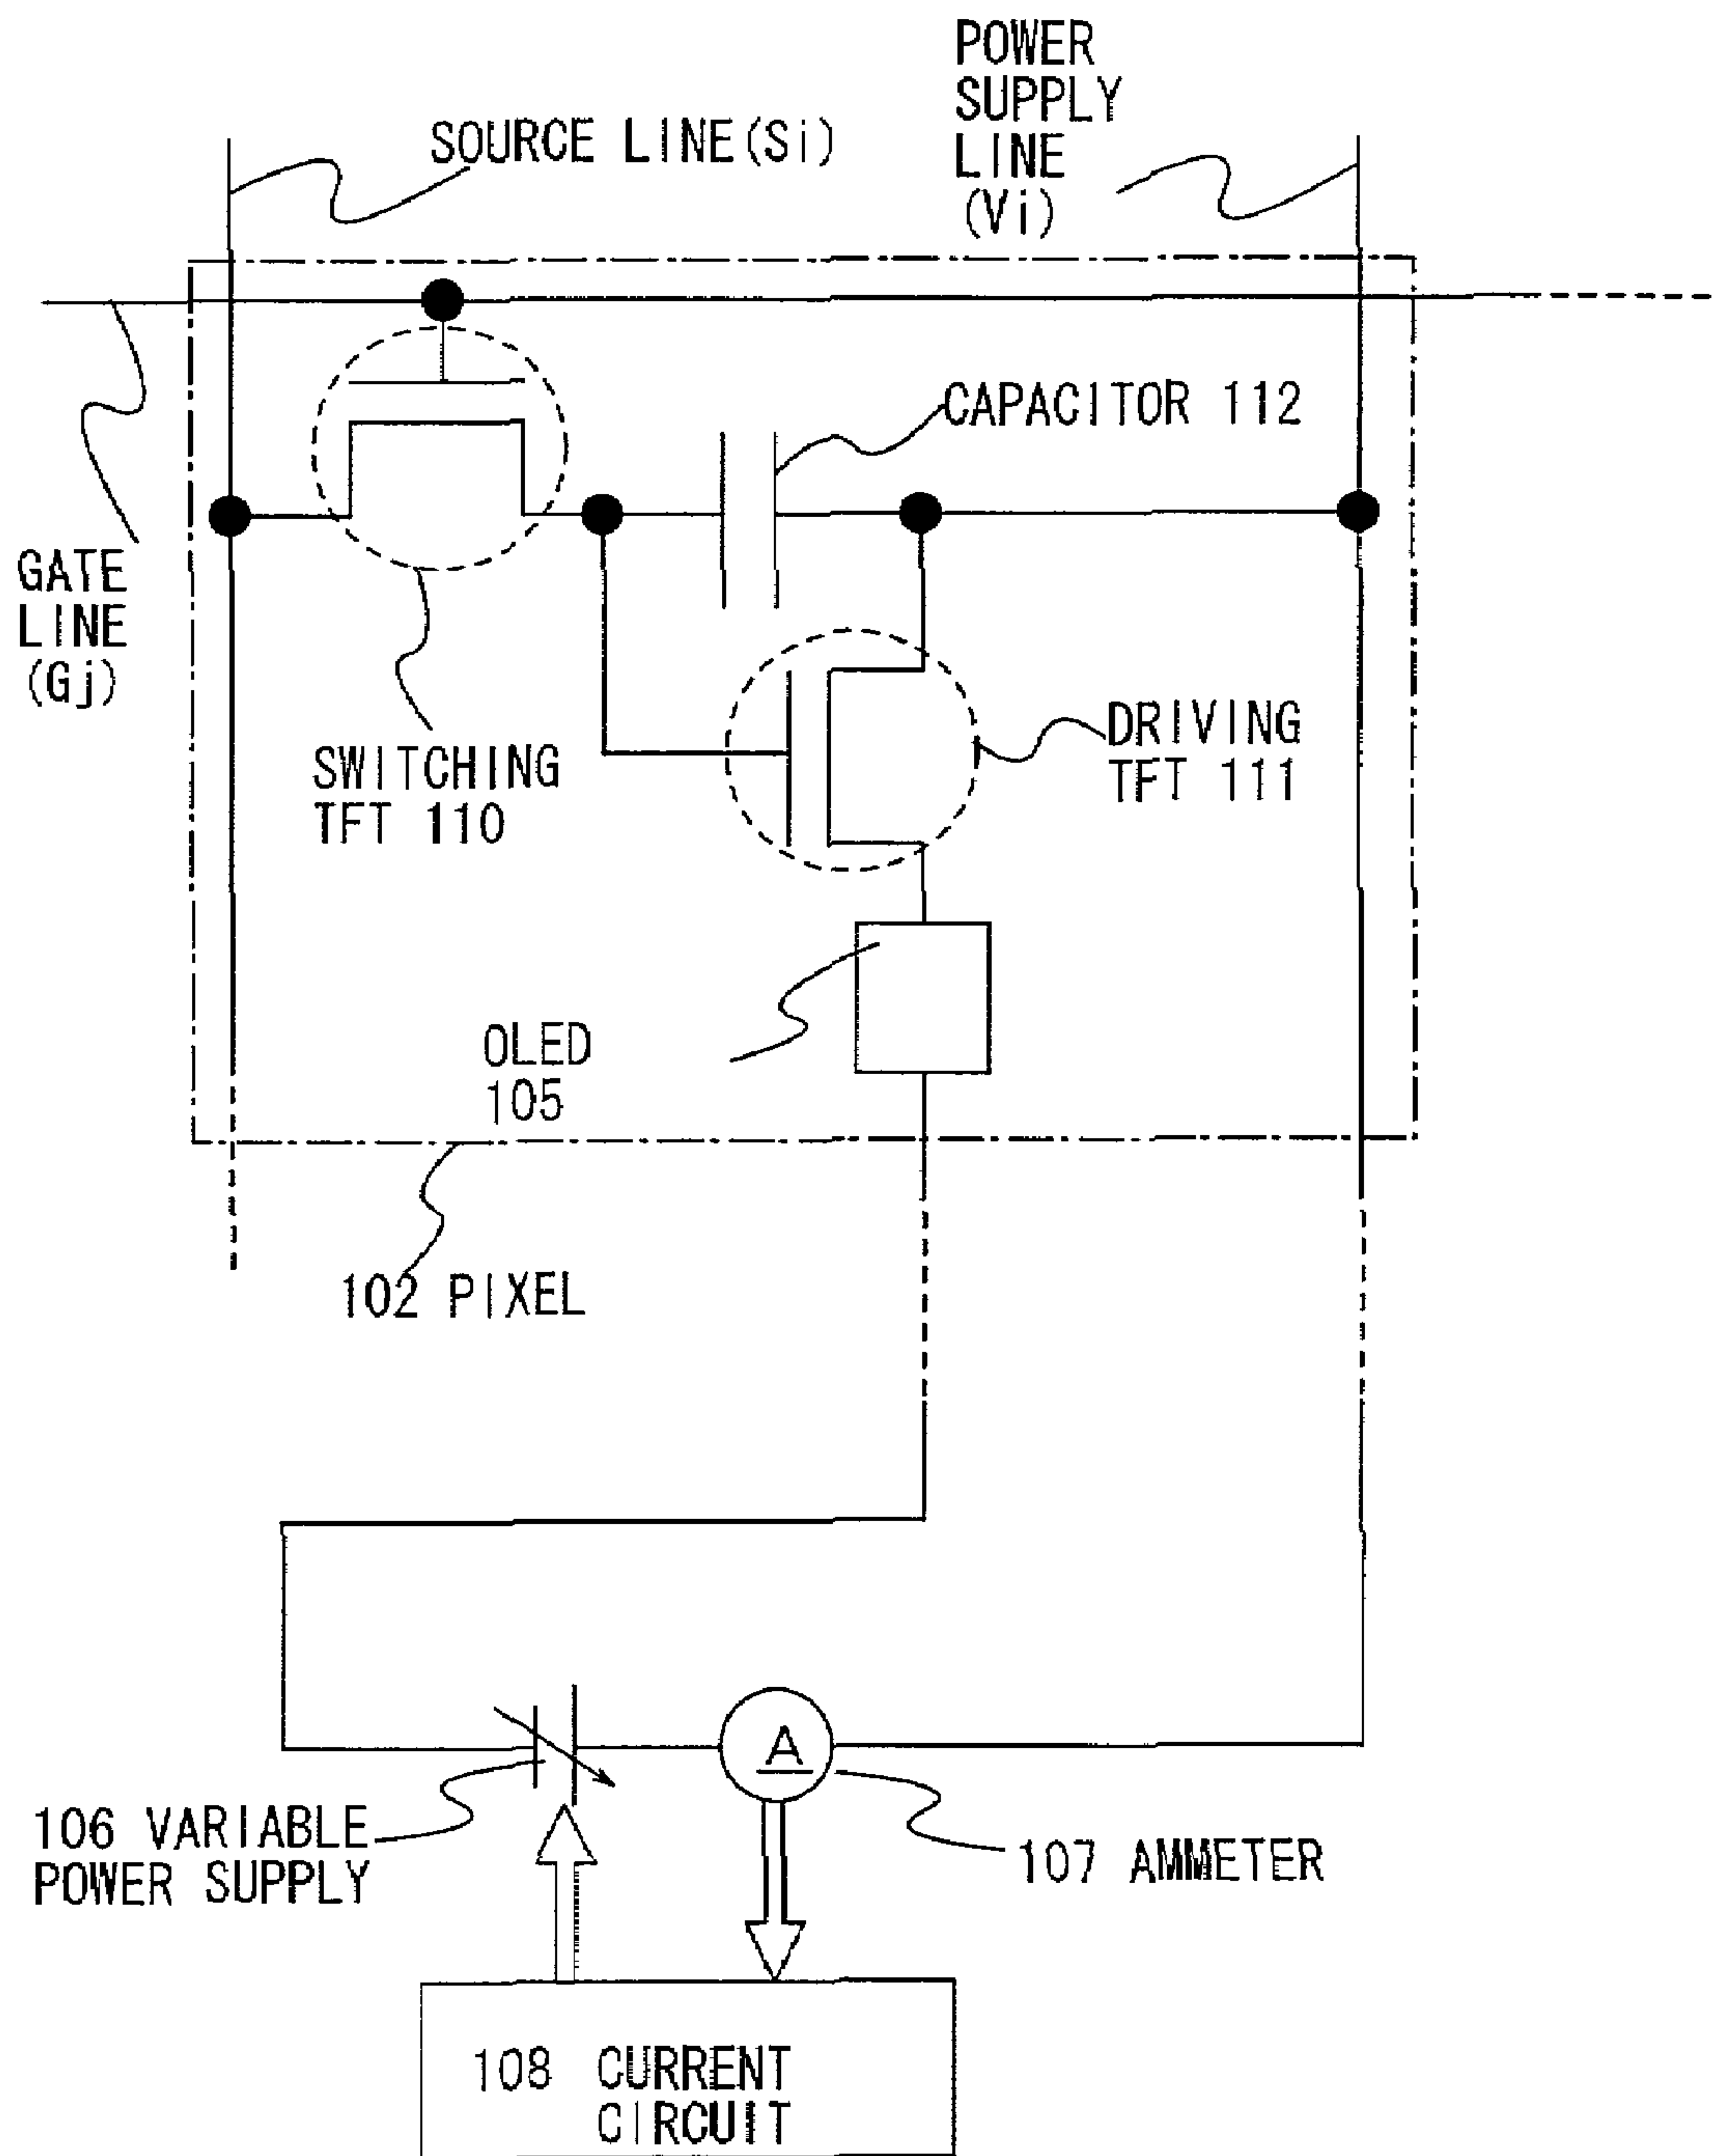 POWER
SUPPLY
LINE
(Vi)
SOURCE LINE(Si)
CAPACITOR 112
GATE
LINE
(Gj)
SWITCHING
TFT 110
DRIVING
TFT 111
OLED
105
102 PIXEL
A
106 VARIABLE
POWER SUPPLY
107 AMMETER
108 CURRENT
CIRCUIT